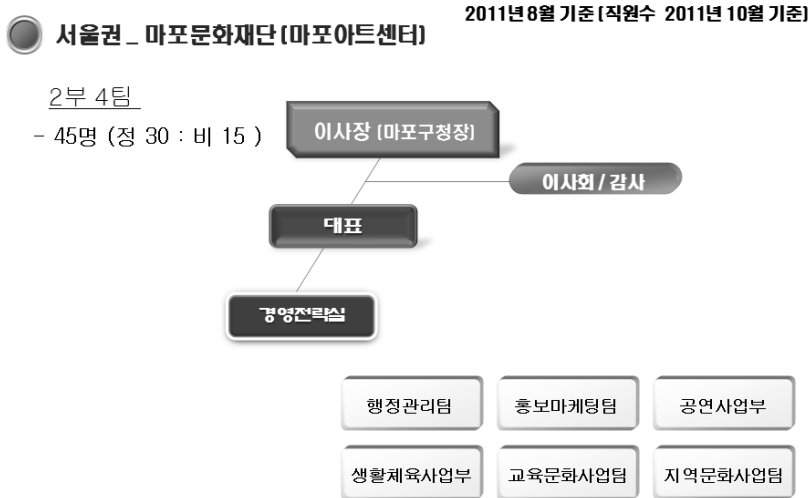 2011년 8월 기준 (직원수 2011년 10월 기준)
서울권 _ 마포문화재단 (마포아트센터)
2부 4팀
- 45명 (정 30 : 비 15 )
이사장 (마포구청장)
이사회 / 감사
대표
경영전략실
행정관리팀 홍보마케팅팀 공연사업부
생활체육사업부 교육문화사업팀 지역문화사업팀